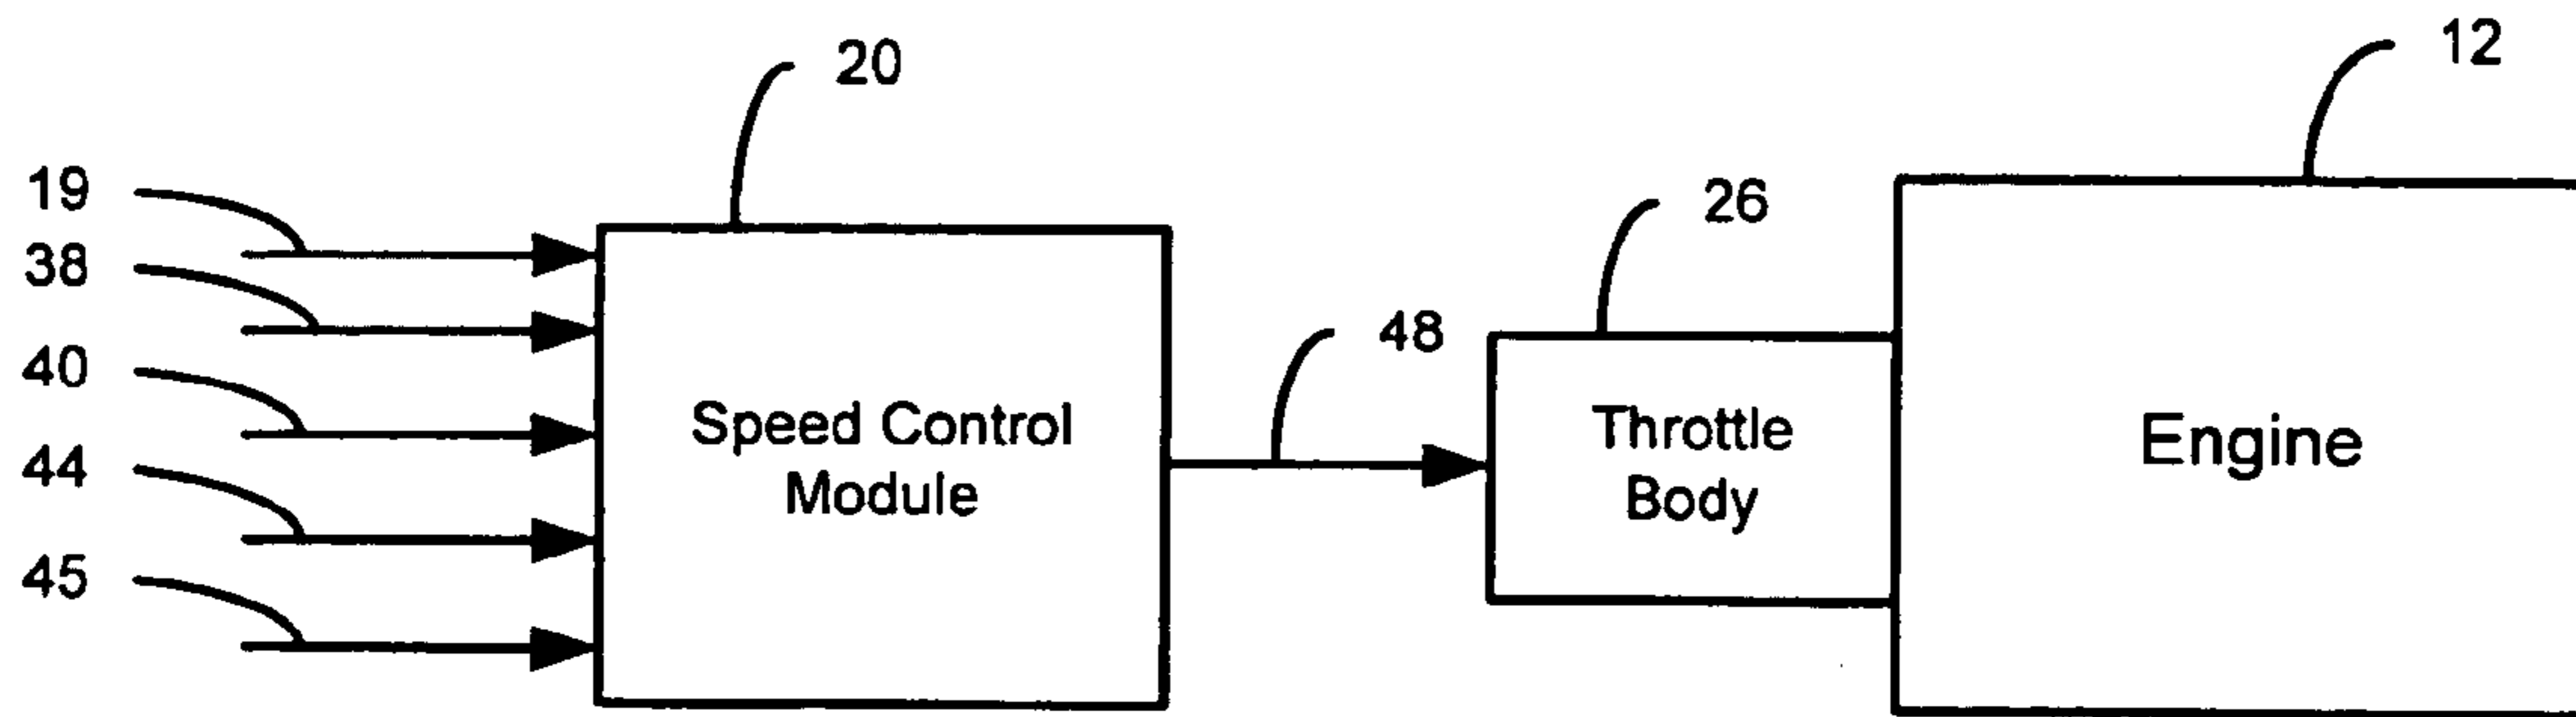 20
12
19
26
38
48
40
Speed Control
Module
Throttle
Body
Engine
44
45